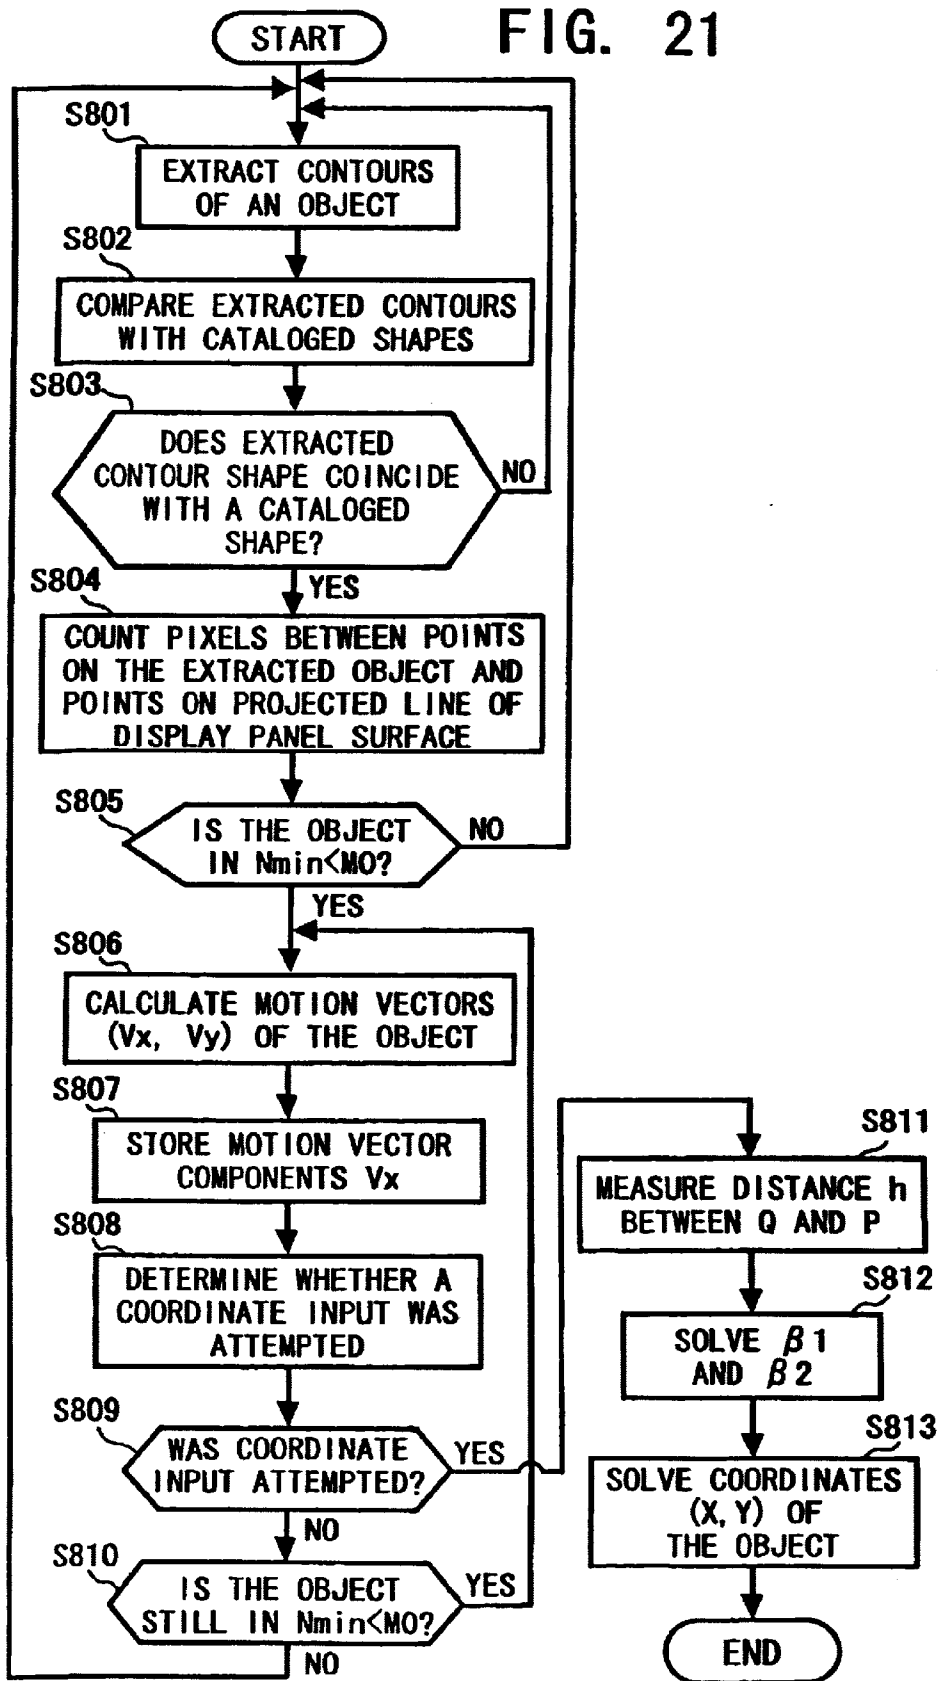 FIG. 21
START
S801
EXTRACT CONTOURS
OF AN OBJECT
S802
COMPARE EXTRACTED CONTOURS
WITH CATALOGED SHAPES
S803
DOES EXTRACTED
CONTOUR SHAPE COINCIDE
WITH A CATALOGED
SHAPE?
NO
YES
S804
COUNT PIXELS BETWEEN POINTS
ON THE EXTRACTED OBJECT AND
POINTS ON PROJECTED LINE OF
DISPLAY PANEL SURFACE
S805
IS THE OBJECT
IN Nmin<M0?
NO
YES
S806
CALCULATE MOTION VECTORS
(Vx, Vy) OF THE OBJECT
S807
STORE MOTION VECTOR
COMPONENTS Vx
S808
DETERMINE WHETHER A
COORDINATE INPUT WAS
ATTEMPTED
S809
WAS COORDINATE
INPUT ATTEMPTED?
YES
NO
S810
IS THE OBJECT
STILL IN Nmin<M0?
YES
NO
S811
MEASURE DISTANCE h
BETWEEN Q AND P
S812
SOLVE β1
AND β2
S813
SOLVE COORDINATES
(X, Y) OF
THE OBJECT
END